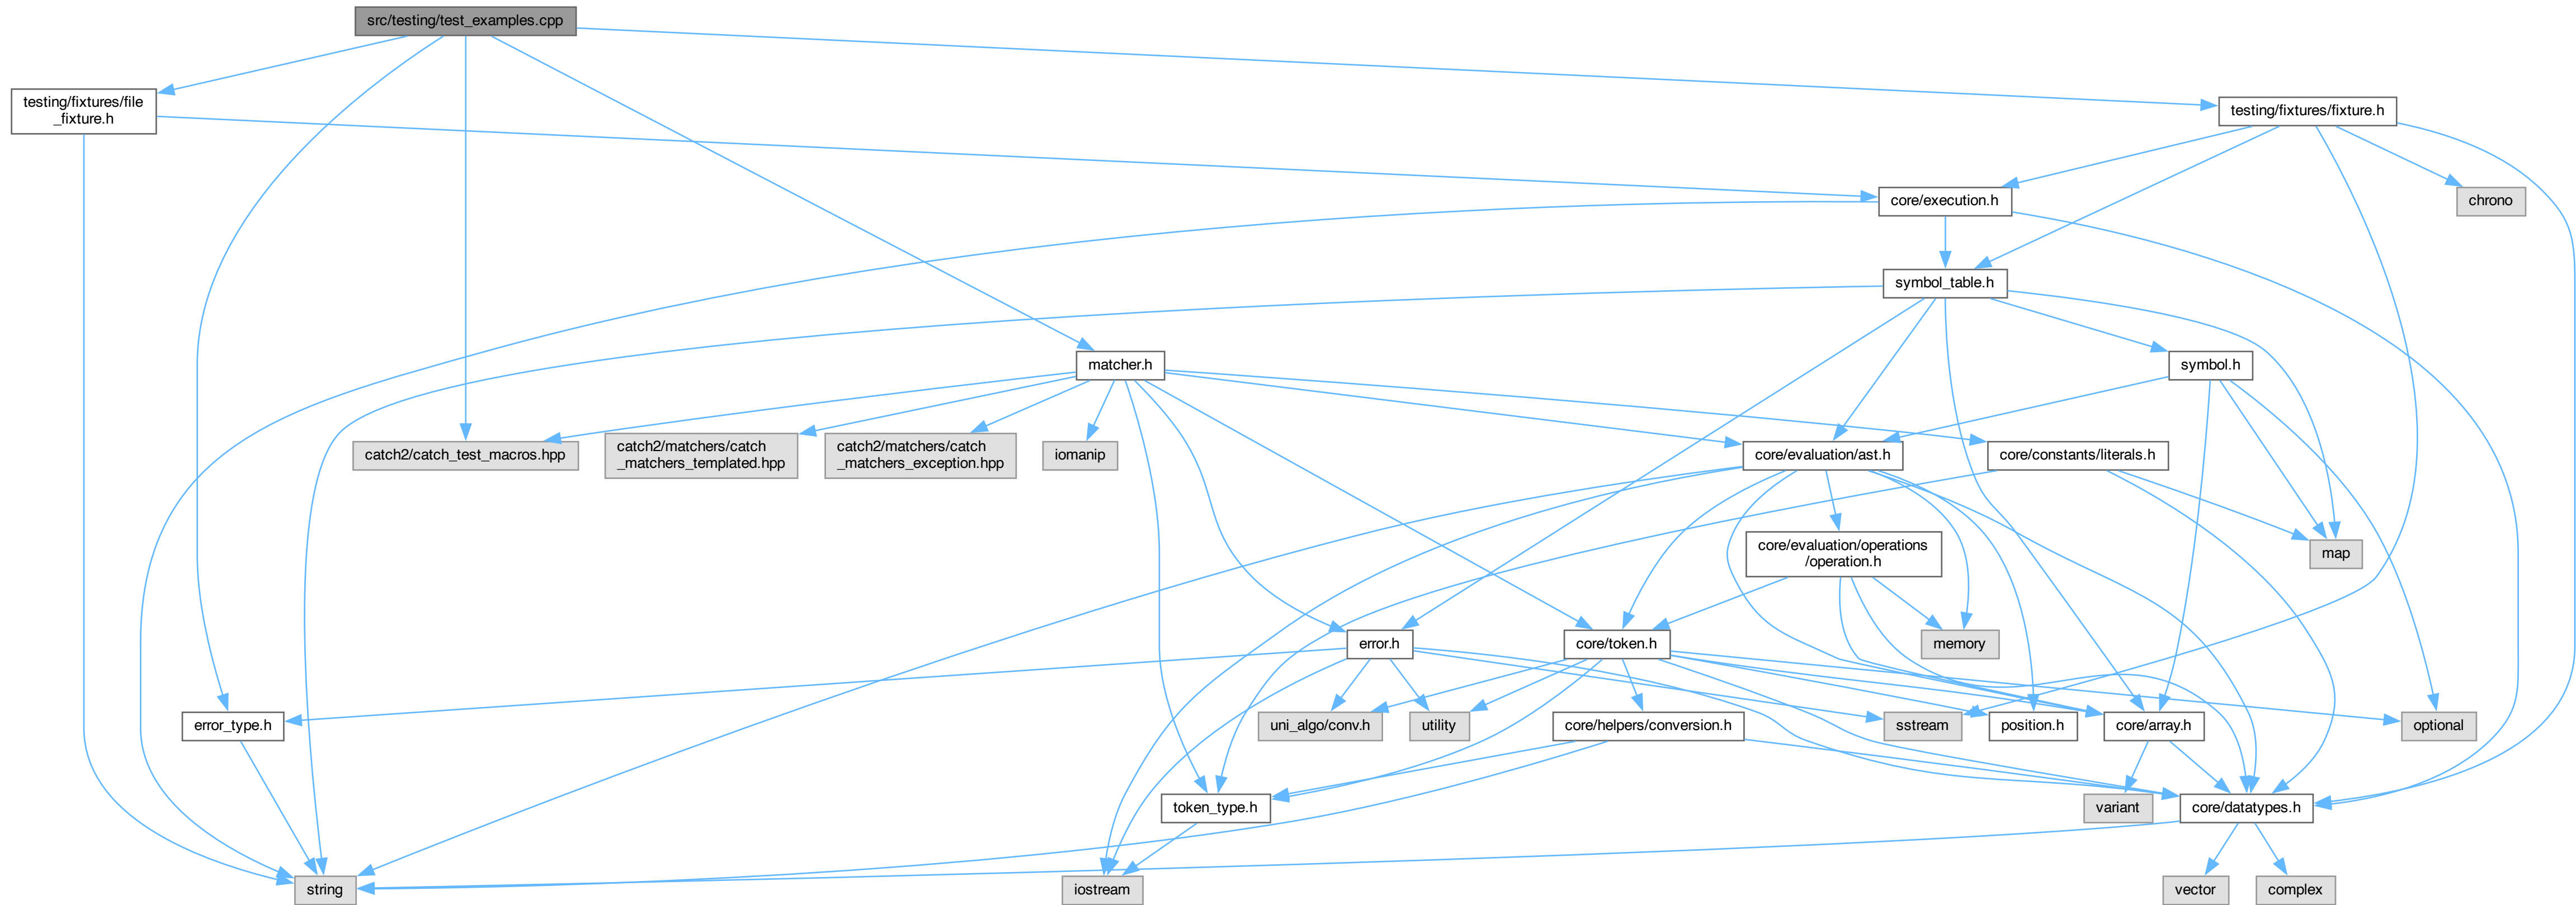 src/testing/test_examples.cpp
testing/fixtures/file
_fixture.h
testing/fixtures/fixture.h
core/execution.h
chrono
symbol_table.h
matcher.h
symbol.h
catch2/catch_test_macros.hpp
catch2/matchers/catch
_matchers_templated.hpp
catch2/matchers/catch
_matchers_exception.hpp
iomanip
core/evaluation/ast.h
core/constants/literals.h
core/evaluation/operations
/operation.h
map
error.h
core/token.h
memory
error_type.h
uni_algo/conv.h
utility
core/helpers/conversion.h
sstream
position.h
core/array.h
optional
token_type.h
variant
core/datatypes.h
string
iostream
vector
complex